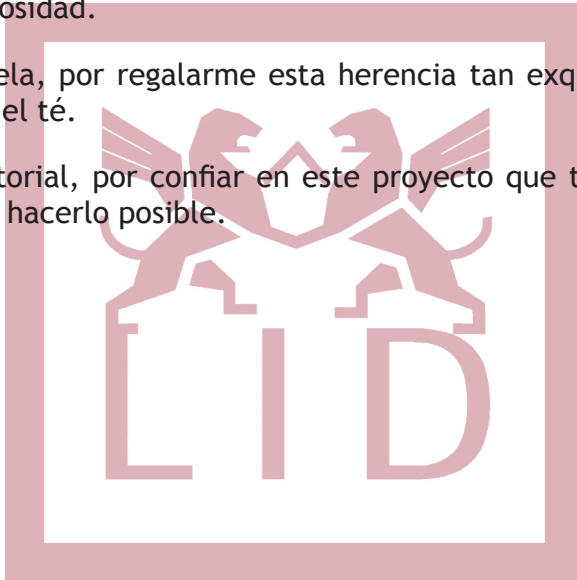 osidad.
ela, por regalarme esta herencia tan exq
el té.
torial, por confiar en este proyecto que t
hacerlo posible.
LID